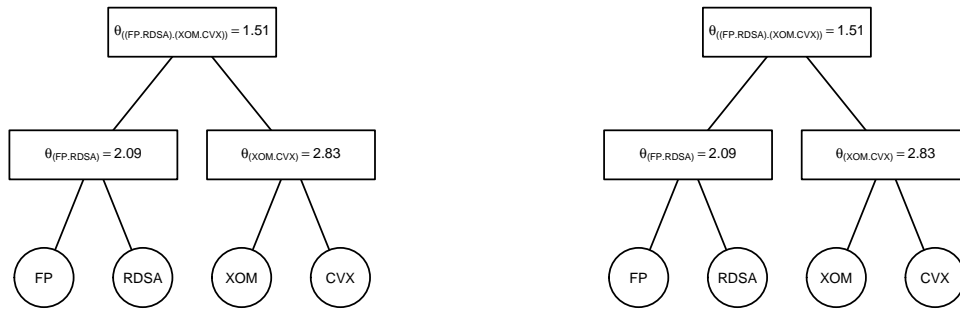 θ((FP.RDSA).(XOM.CVX)) = 1.51
θ(FP.RDSA) = 2.09
θ(XOM.CVX) = 2.83
FP
RDSA
XOM
CVX
θ((FP.RDSA).(XOM.CVX)) = 1.51
θ(FP.RDSA) = 2.09
θ(XOM.CVX) = 2.83
FP
RDSA
XOM
CVX